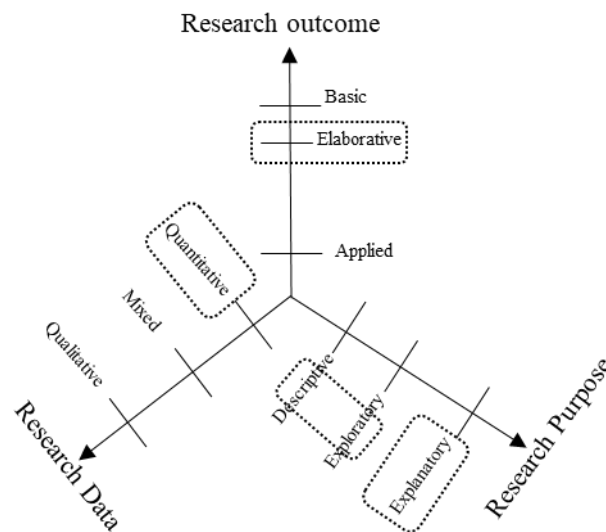 Research outcome
Basic
Elaborative
Applied
Quantitative
Mixed
Qualitative
Research Data
Descriptive
Exploratory
Explanatory
Research Purpose